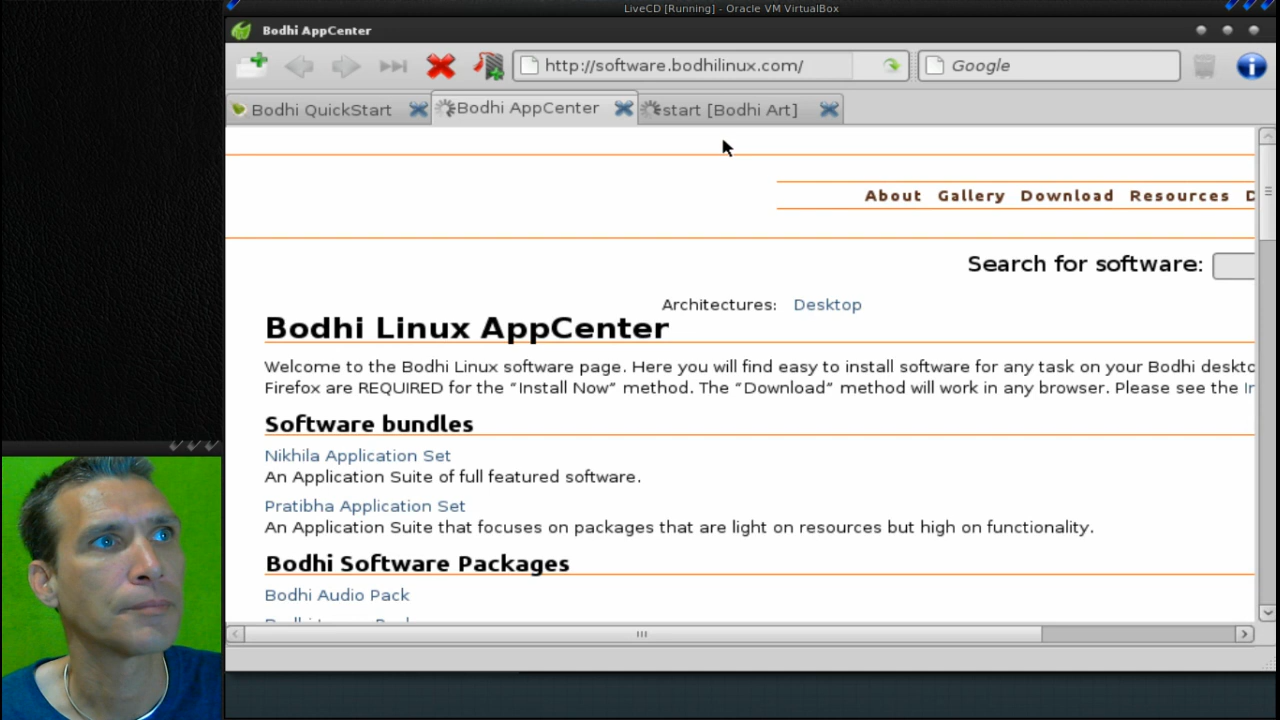 LiveCD [Running] - Oracle VM VirtualBox
Bodhi AppCenter
http://software.bodhilinux.com/
Google
Bodhi QuickStart
Bodhi AppCenter
start [Bodhi Art]
About Gallery Download Resources D
Search for software:
Architectures: Desktop
Bodhi Linux AppCenter
Welcome to the Bodhi Linux software page. Here you will find easy to install software for any task on your Bodhi deskto
Firefox are REQUIRED for the “Install Now” method. The “Download” method will work in any browser. Please see the In
Software bundles
Nikhila Application Set
An Application Suite of full featured software.
Pratibha Application Set
An Application Suite that focuses on packages that are light on resources but high on functionality.
Bodhi Software Packages
Bodhi Audio Pack